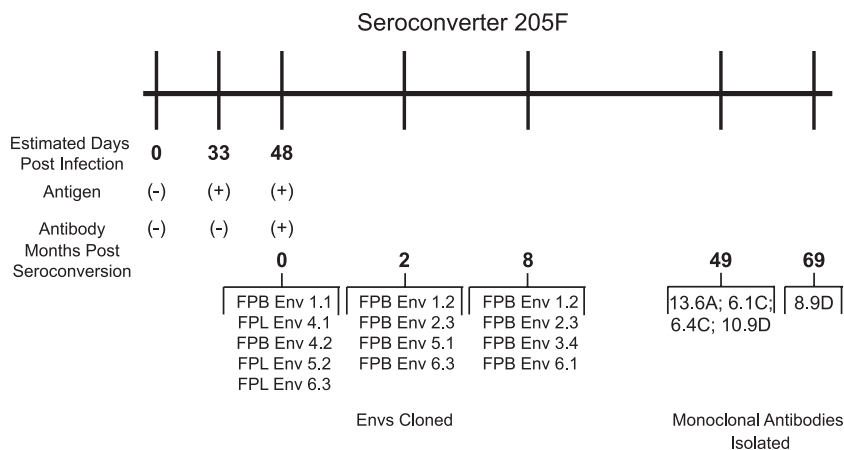 Seroconverter 205F
Estimated Days
Post Infection
0 33 48
Antigen (-) (+) (+)
Antibody (-) (-) (+)
Months Post
Seroconversion
0 2 8 49 69
FPB Env 1.1 FPB Env 1.2 FPB Env 1.2 13.6A; 6.1C; 8.9D
FPL Env 4.1 FPB Env 2.3 FPB Env 2.3 6.4C; 10.9D
FPB Env 4.2 FPB Env 5.1 FPB Env 3.4
FPL Env 5.2 FPB Env 6.3 FPB Env 6.1
FPL Env 6.3
Envs Cloned Monoclonal Antibodies
Isolated